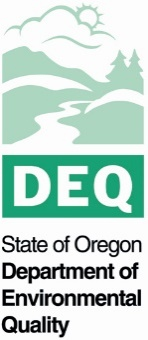 DEQ
State of Oregon
Department of
Environmental
Quality